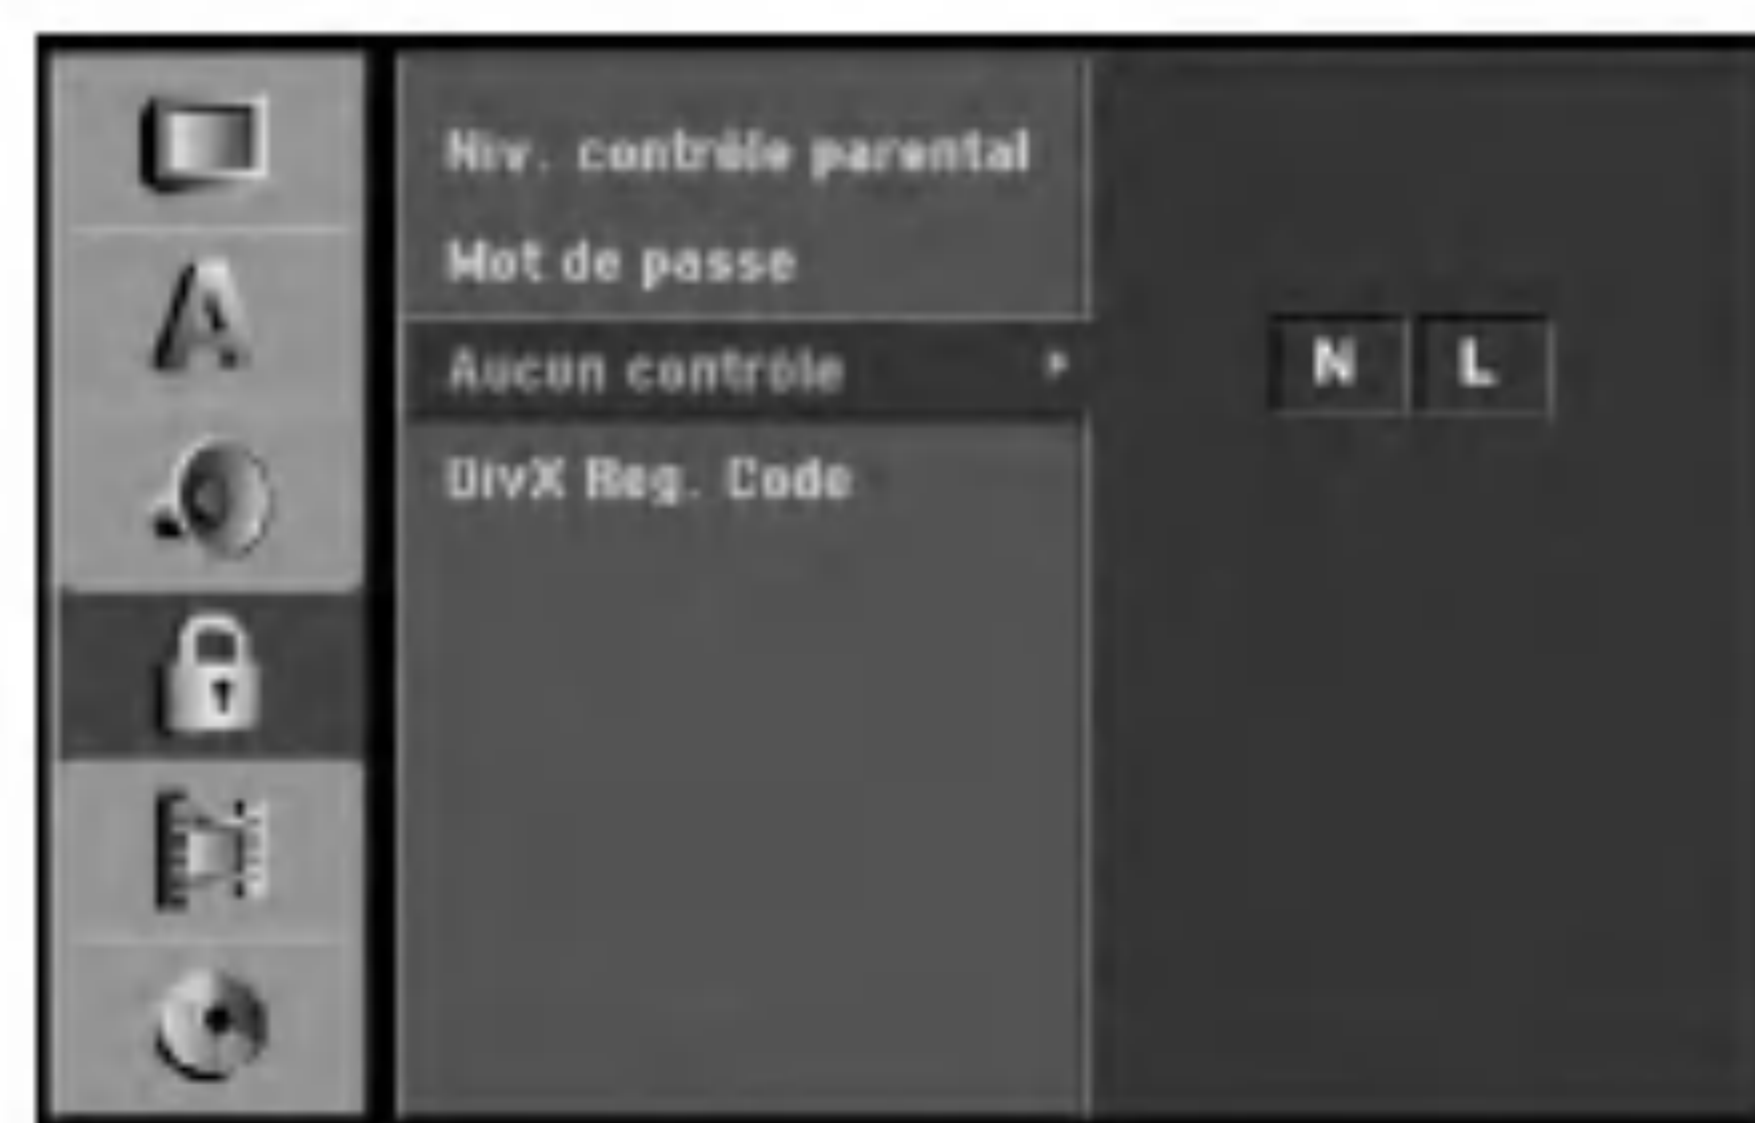 Niv. contrôle parental
Mot de passe
Aucun contrôle
N L
DivX Reg. Code